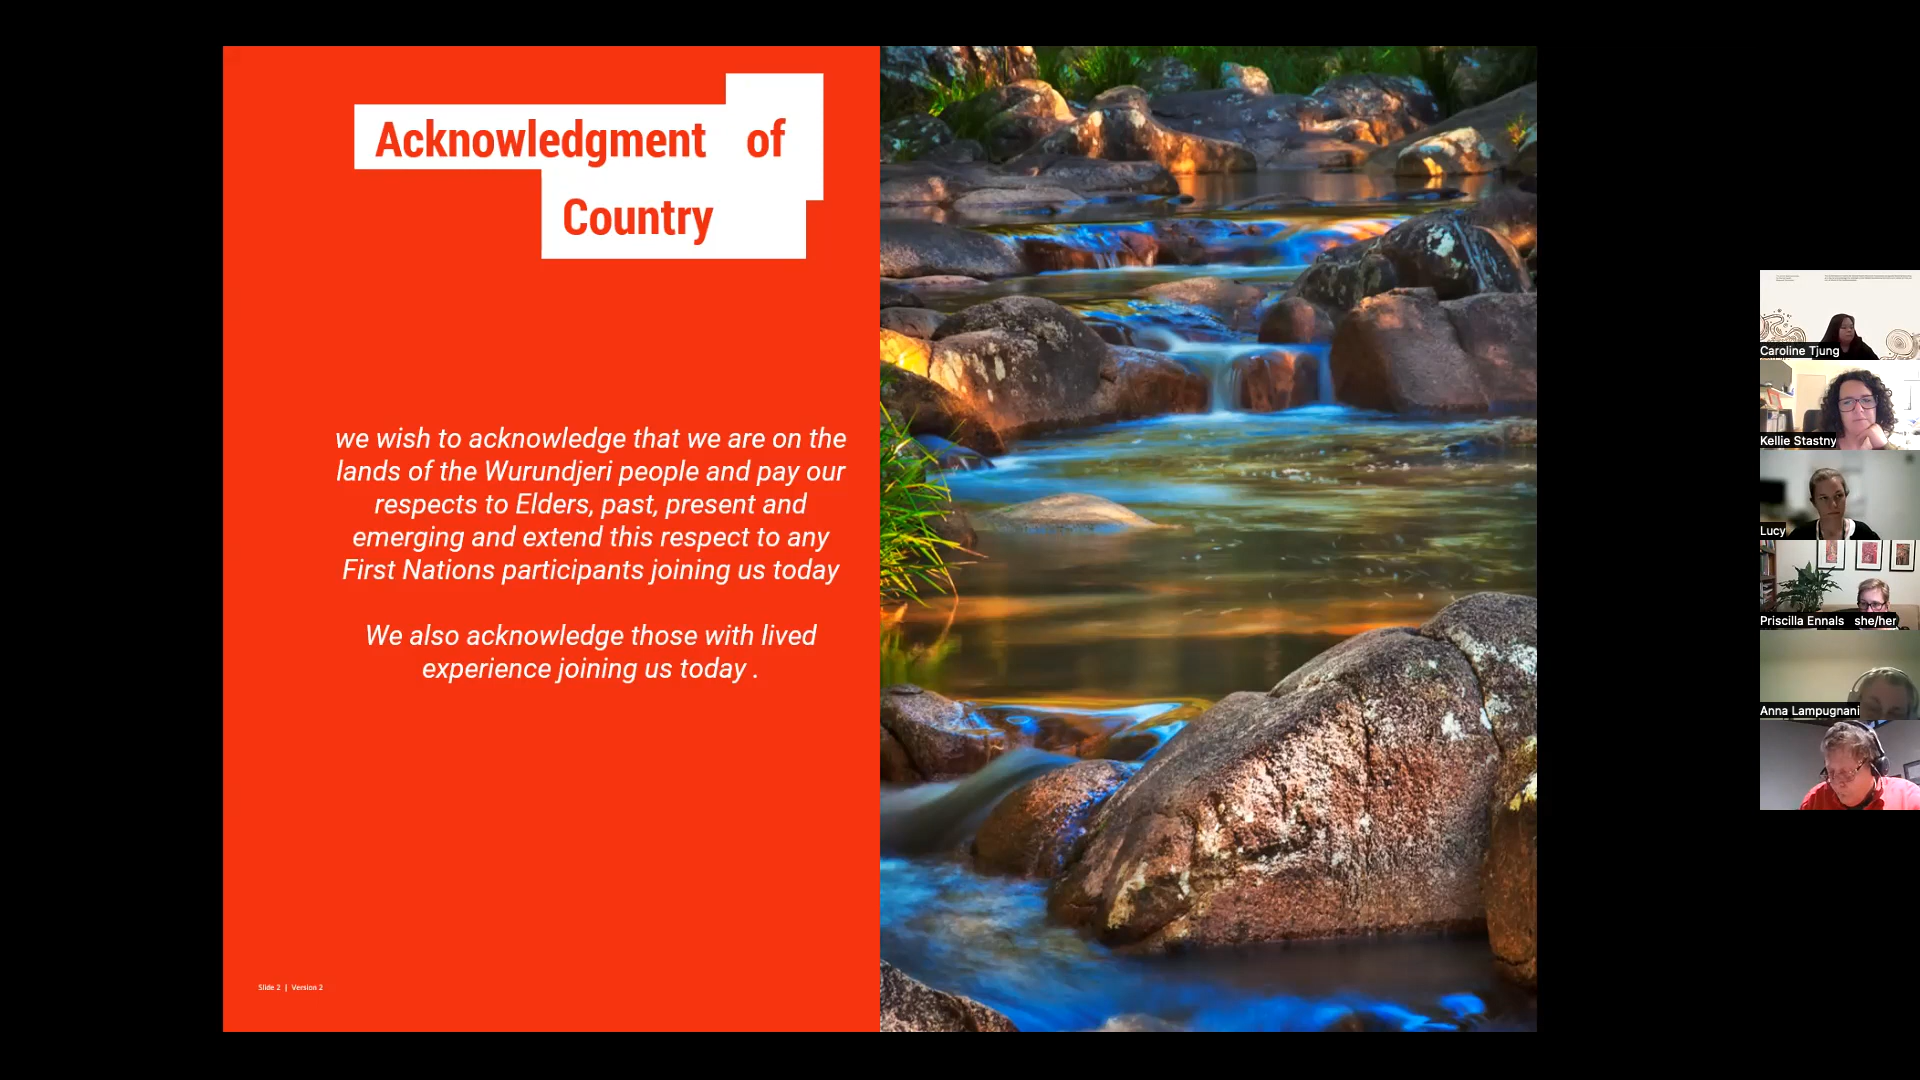 Acknowledgment of
Country
we wish to acknowledge that we are on the
lands of the Wurundjeri people and pay our
respects to Elders, past, present and
emerging and extend this respect to any
First Nations participants joining us today
We also acknowledge those with lived
experience joining us today .
Slide 2 | Version 2
Caroline Tjung
Kellie Stastny
Lucy
Priscilla Ennals she/her
Anna Lampugnani